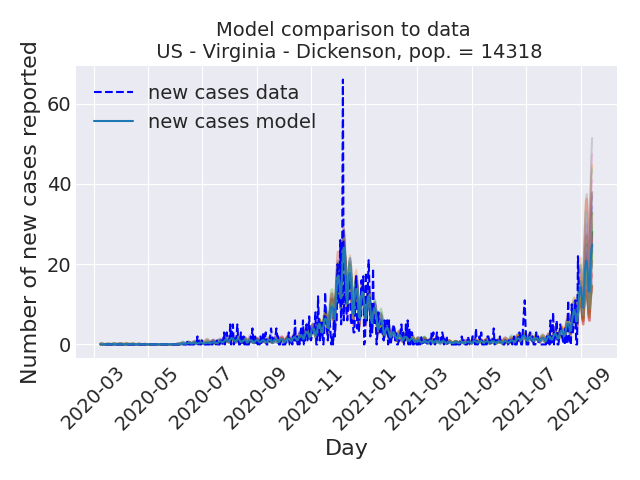 Model comparison to data
US - Virginia - Dickenson, pop. = 14318
Number of new cases reported
60
40
20
0
new cases data
new cases model
2020-03
2020-05
2020-07
2020-09
2020-11
2021-01
2021-03
2021-05
2021-07
2021-09
Day